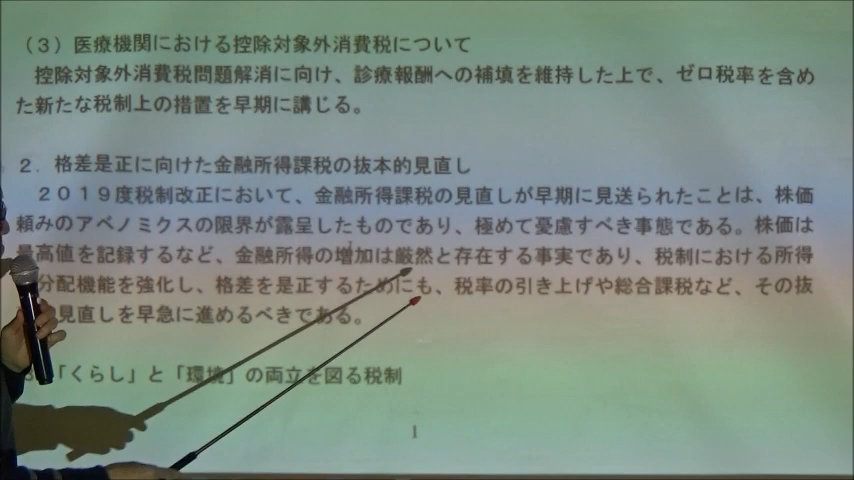 （３）医療機関における控除対象外消費税について
控除対象外消費税問題解消に向け、診療報酬への補填を維持した上で、ゼロ税率を含め
た新たな税制上の措置を早期に講じる。
２．格差是正に向けた金融所得課税の抜本的見直し
２０１９度税制改正において、金融所得課税の見直しが早期に見送られたことは、株価
頼みのアベノミクスの限界が露呈したものであり、極めて憂慮すべき事態である。株価は
最高値を記録するなど、金融所得の増加は厳然と存在する事実であり、税制における所得
分配機能を強化し、格差を是正するためにも、税率の引き上げや総合課税など、その抜
見直しを早急に進めるべきである。
「くらし」と「環境」の両立を図る税制
1